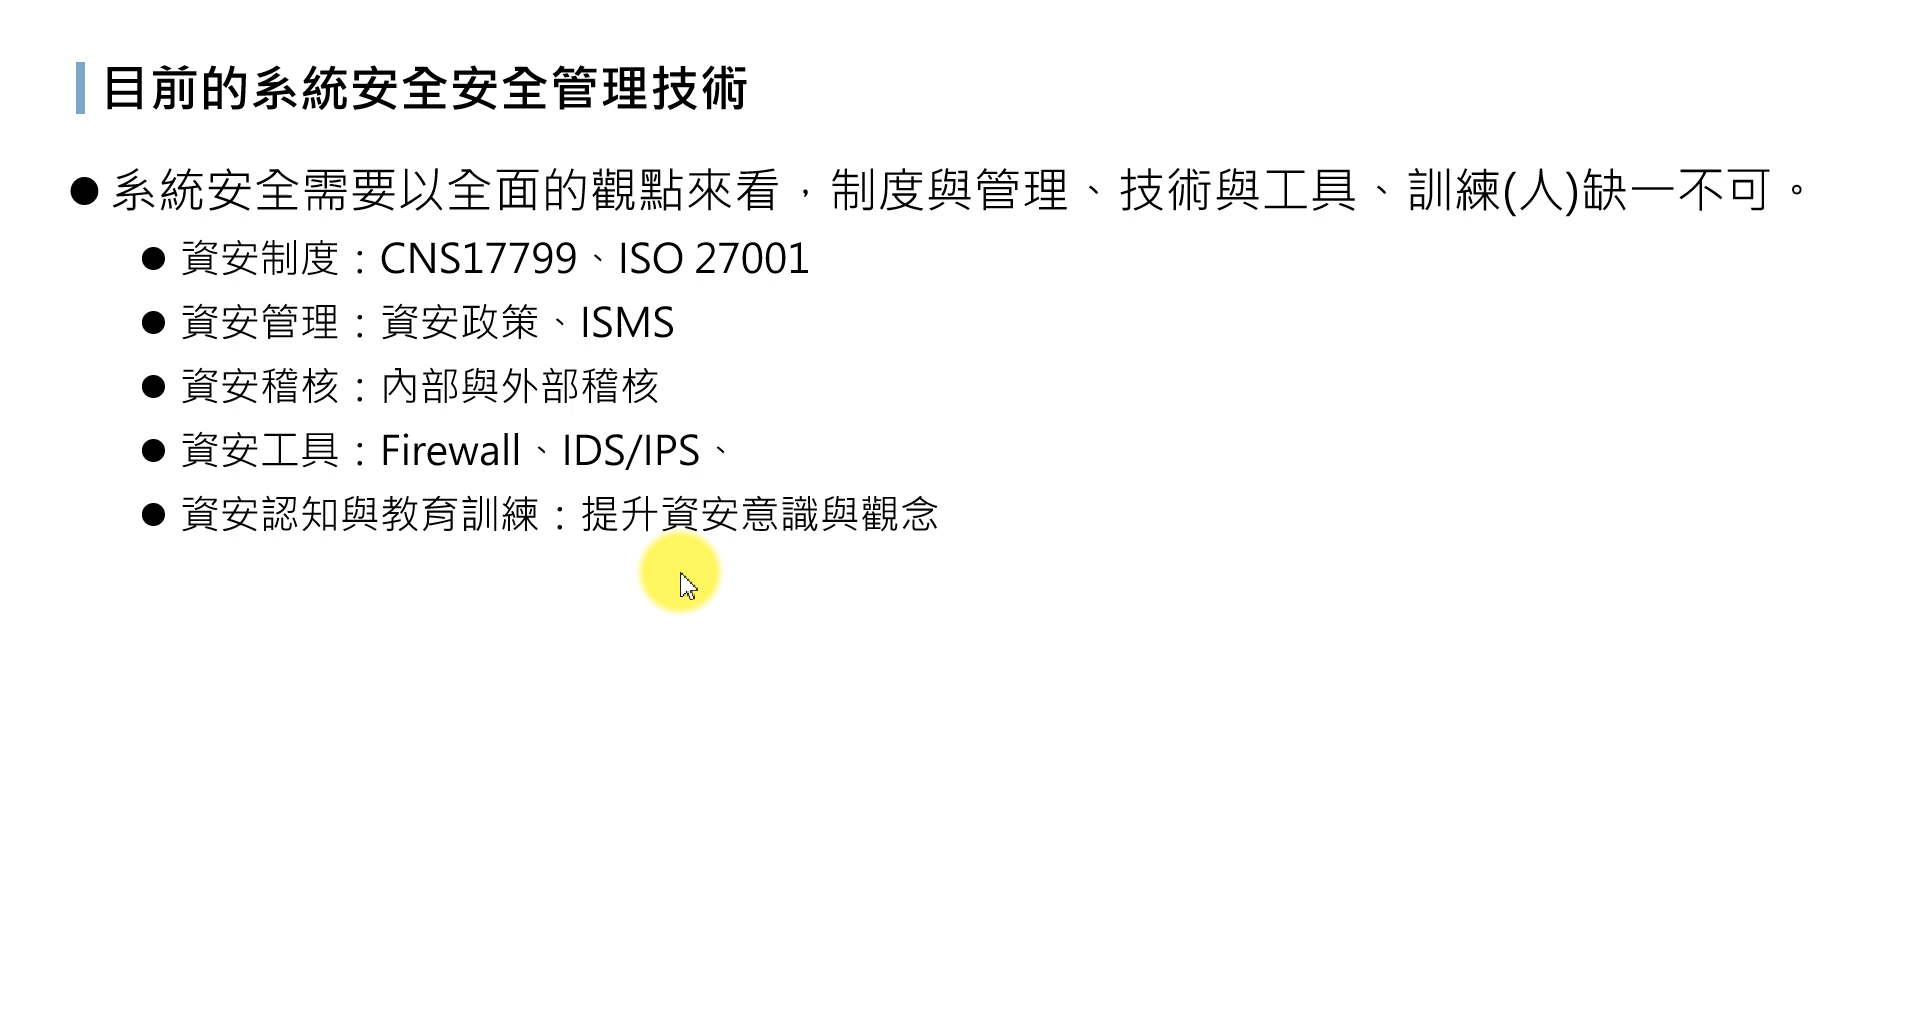 目前的系統安全安全管理技術
系統安全需要以全面的觀點來看，制度與管理、技術與工具、訓練(人)缺一不可。
資安制度：CNS17799、ISO 27001
資安管理：資安政策、ISMS
資安稽核：內部與外部稽核
資安工具：Firewall、IDS/IPS、
資安認知與教育訓練：提升資安意識與觀念